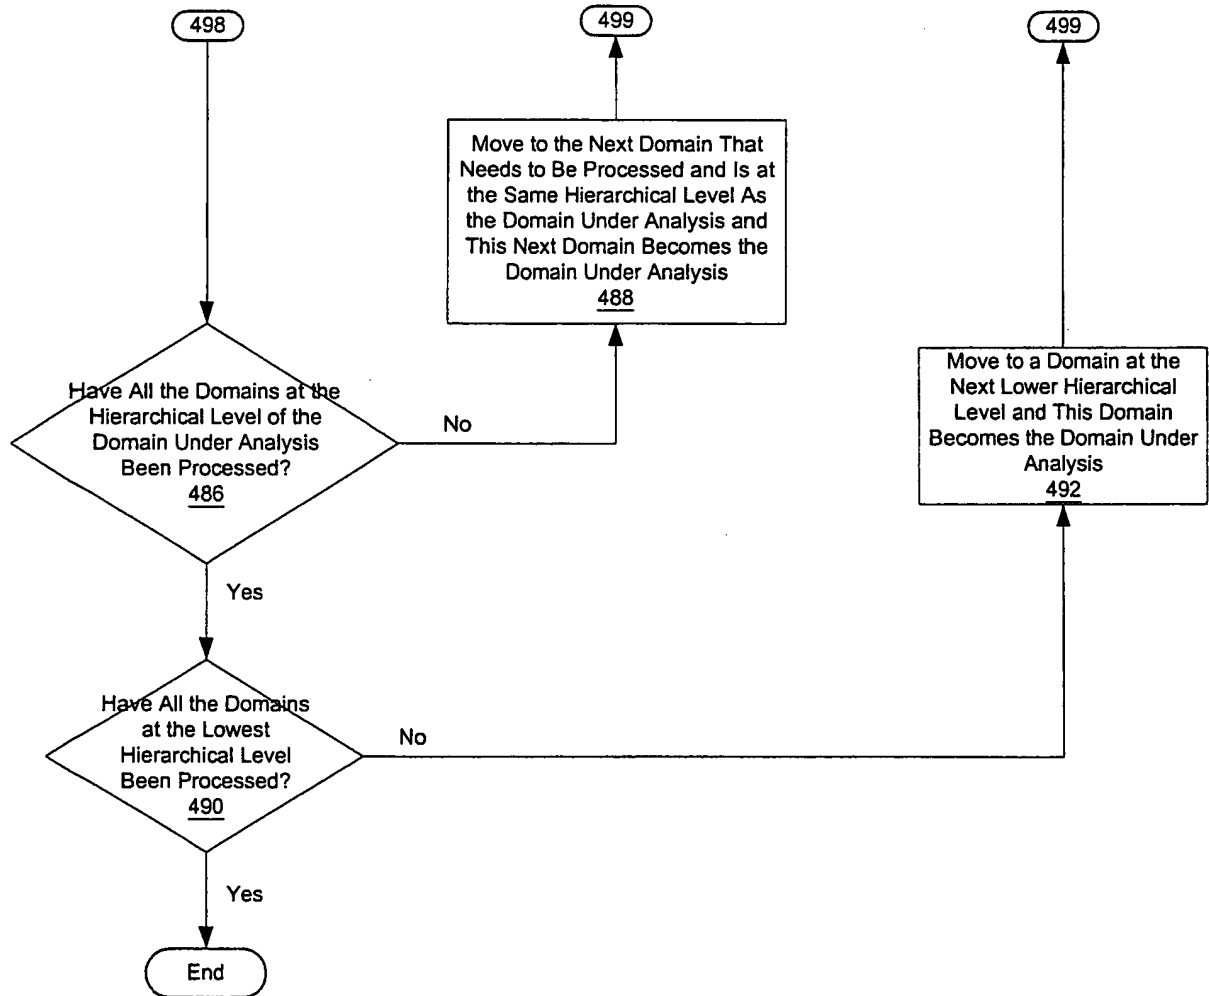 498
499
499
Move to the Next Domain That
Needs to Be Processed and Is at
the Same Hierarchical Level As
the Domain Under Analysis and
This Next Domain Becomes the
Domain Under Analysis
488
Move to a Domain at the
Next Lower Hierarchical
Level and This Domain
Becomes the Domain Under
Analysis
492
Have All the Domains at the
Hierarchical Level of the
Domain Under Analysis
Been Processed?
486
No
Yes
Have All the Domains
at the Lowest
Hierarchical Level
Been Processed?
490
No
Yes
End